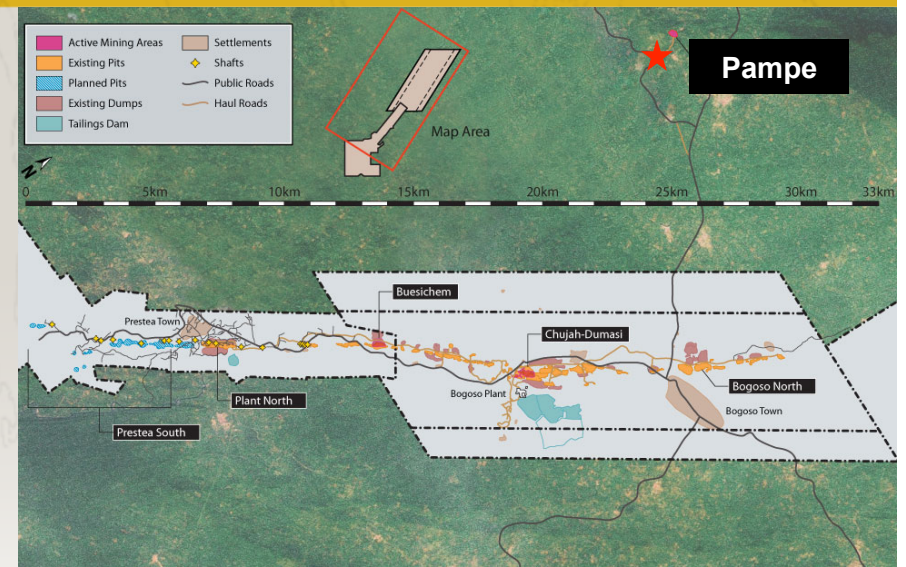 Active Mining Areas
Existing Pits
Planned Pits
Existing Dumps
Tailings Dam
Settlements
Shafts
Public Roads
Haul Roads
Map Area
Pampe
N
0 5km 10km 15km 20km 25km 30km 33km
Buesichem
Prestea Town
Chujah-Dumasi
Plant North
Bogoso Plant
Bogoso North
Bogoso Town
Prestea South